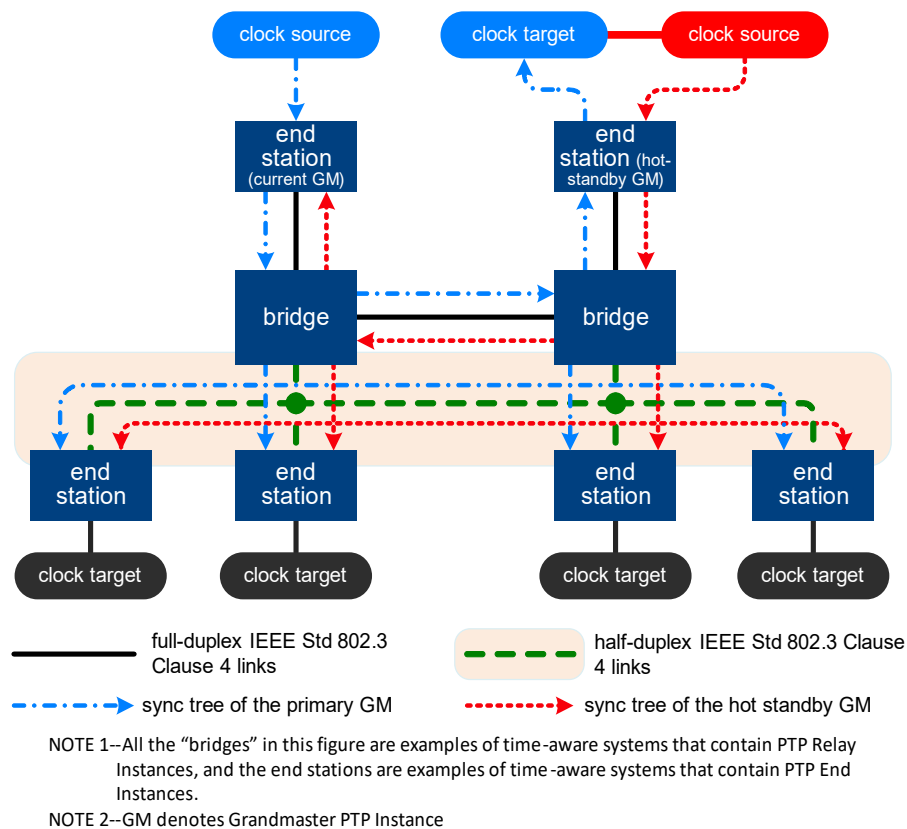 clock source
clock target
clock source
end
station
(current GM)
end
station (hot-
standby GM)
bridge
bridge
end
station
end
station
end
station
end
station
clock target
clock target
clock target
clock target
full-duplex IEEE Std 802.3
Clause 4 links
half-duplex IEEE Std 802.3 Clause
4 links
sync tree of the primary GM
sync tree of the hot standby GM
NOTE 1--All the “bridges” in this figure are examples of time-aware systems that contain PTP Relay
Instances, and the end stations are examples of time-aware systems that contain PTP End
Instances.
NOTE 2--GM denotes Grandmaster PTP Instance